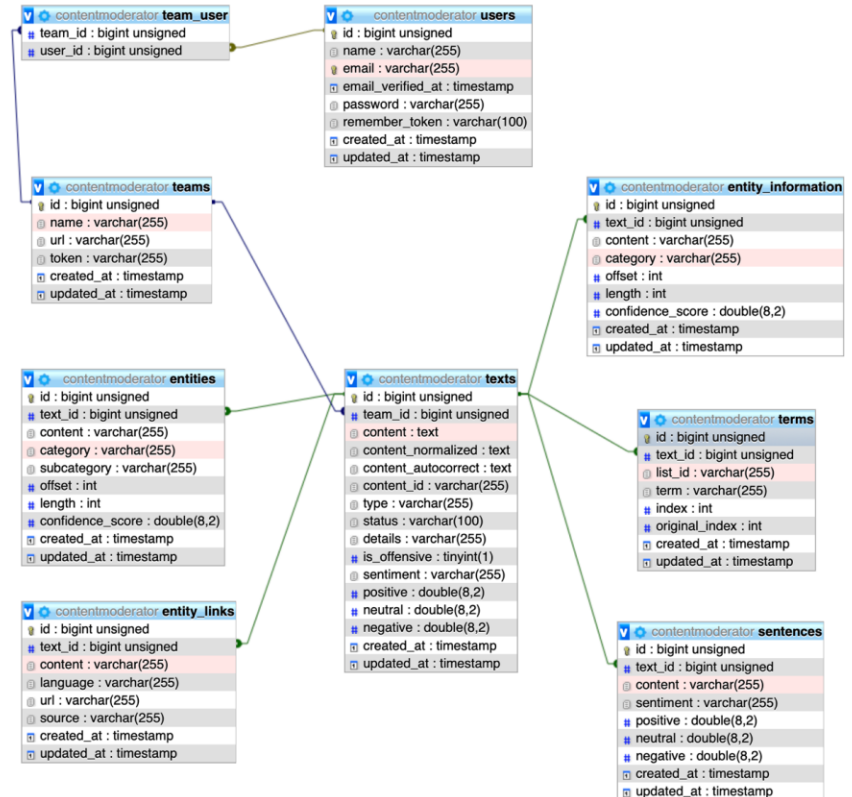 contentmoderator team_user
team_id : bigint unsigned
user_id : bigint unsigned
contentmoderator users
id : bigint unsigned
name : varchar(255)
email : varchar(255)
email_verified_at : timestamp
password : varchar(255)
remember_token : varchar(100)
created_at : timestamp
updated_at : timestamp
contentmoderator teams
id : bigint unsigned
name : varchar(255)
url : varchar(255)
token : varchar(255)
created_at : timestamp
updated_at : timestamp
contentmoderator entity_information
id : bigint unsigned
text_id : bigint unsigned
content : varchar(255)
category : varchar(255)
offset : int
length : int
confidence_score : double(8,2)
created_at : timestamp
updated_at : timestamp
contentmoderator entities
id : bigint unsigned
text_id : bigint unsigned
content : varchar(255)
category : varchar(255)
subcategory : varchar(255)
offset : int
length : int
confidence_score : double(8,2)
created_at : timestamp
updated_at : timestamp
contentmoderator texts
id : bigint unsigned
team_id : bigint unsigned
content : text
content_normalized : text
content_autocorrect : text
content_id : varchar(255)
type : varchar(255)
status : varchar(100)
details : varchar(255)
is_offensive : tinyint(1)
sentiment : varchar(255)
positive : double(8,2)
neutral : double(8,2)
negative : double(8,2)
created_at : timestamp
updated_at : timestamp
contentmoderator terms
id : bigint unsigned
text_id : bigint unsigned
list_id : varchar(255)
term : varchar(255)
index : int
original_index : int
created_at : timestamp
updated_at : timestamp
contentmoderator entity_links
id : bigint unsigned
text_id : bigint unsigned
content : varchar(255)
language : varchar(255)
url : varchar(255)
source : varchar(255)
created_at : timestamp
updated_at : timestamp
contentmoderator sentences
id : bigint unsigned
text_id : bigint unsigned
content : varchar(255)
sentiment : varchar(255)
positive : double(8,2)
neutral : double(8,2)
negative : double(8,2)
created_at : timestamp
updated_at : timestamp